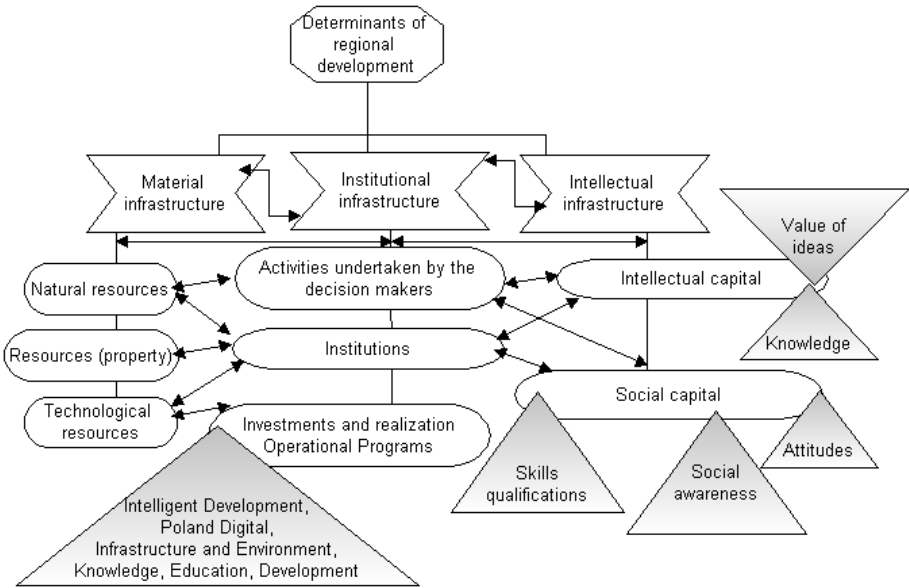 Determinants of
regional
development
Material
infrastructure
Institutional
infrastructure
Intellectual
infrastructure
Value of
ideas
Natural resources
Activities undertaken by the
decision makers
Intellectual capital
Knowledge
Resources (property)
Institutions
Technological
resources
Investments and realization
Operational Programs
Social capital
Skills
qualifications
Social
awareness
Attitudes
Intelligent Development,
Poland Digital,
Infrastructure and Environment,
Knowledge, Education, Development